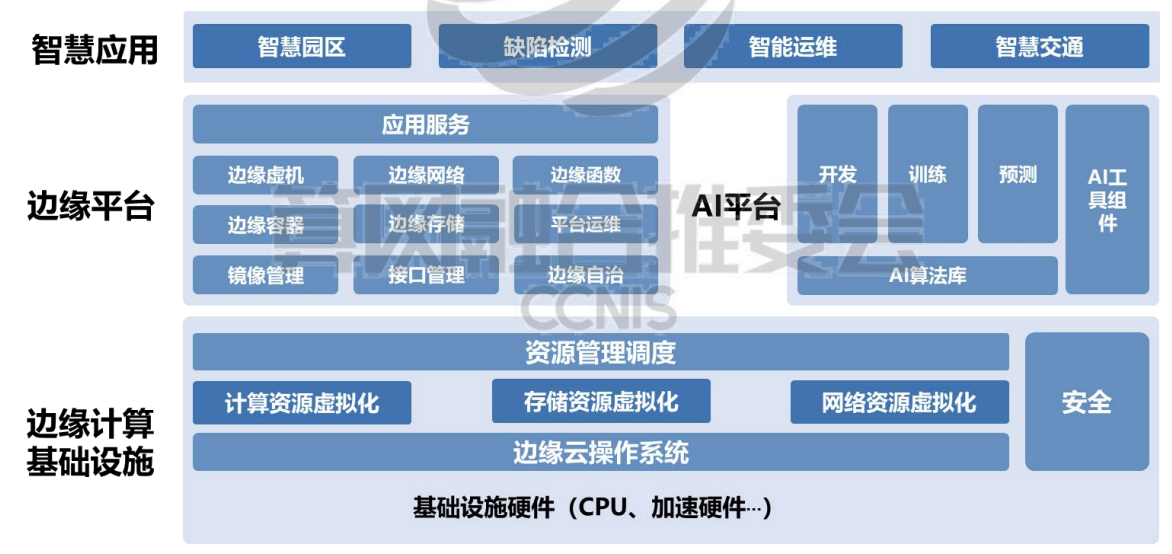 智慧应用
智慧园区
缺陷检测
智能运维
智慧交通
边缘平台
应用服务
边缘虚机
边缘网络
边缘函数
边缘容器
边缘存储
平台运维
镜像管理
接口管理
边缘自治
AI平台
开发
训练
预测
AI工
具组
件
AI算法库
算网融合推委会
CCNIS
边缘计算
基础设施
资源管理调度
计算资源虚拟化
存储资源虚拟化
网络资源虚拟化
边缘云操作系统
安全
基础设施硬件（CPU、加速硬件…）